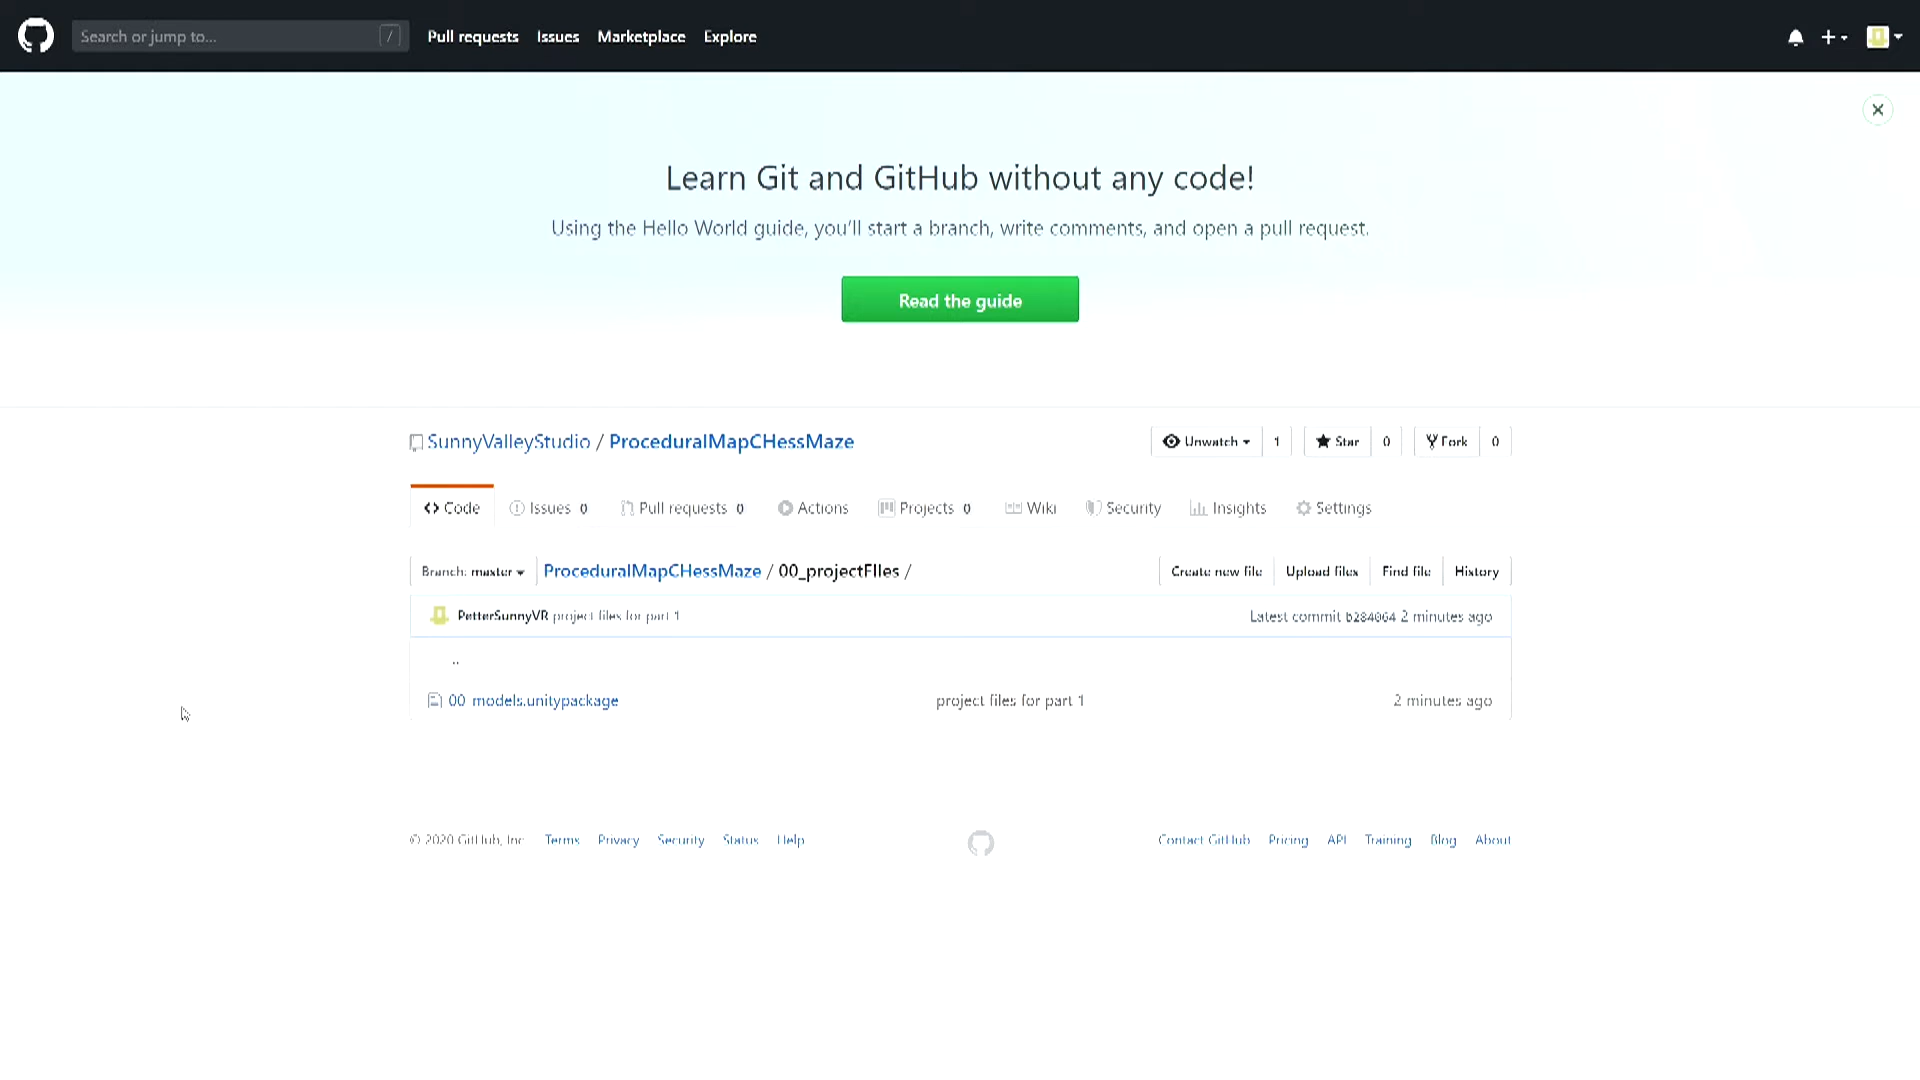 Search or jump to... / Pull requests Issues Marketplace Explore
Learn Git and GitHub without any code!
Using the Hello World guide, you'll start a branch, write comments, and open a pull request.
Read the guide
SunnyValleyStudio / ProceduralMapCHessMaze Unwatch 1 Star 0 Fork 0
Code Issues 0 Pull requests 0 Actions Projects 0 Wiki Security Insights Settings
Branch: master ProceduralMapCHessMaze / 00_projectFIles / Create new file Upload files Find file History
PetterSunnyVR project files for part 1 Latest commit b284064 2 minutes ago
..
00_models.unitypackage project files for part 1 2 minutes ago
© 2020 GitHub, Inc. Terms Privacy Security Status Help Contact GitHub Pricing API Training Blog About